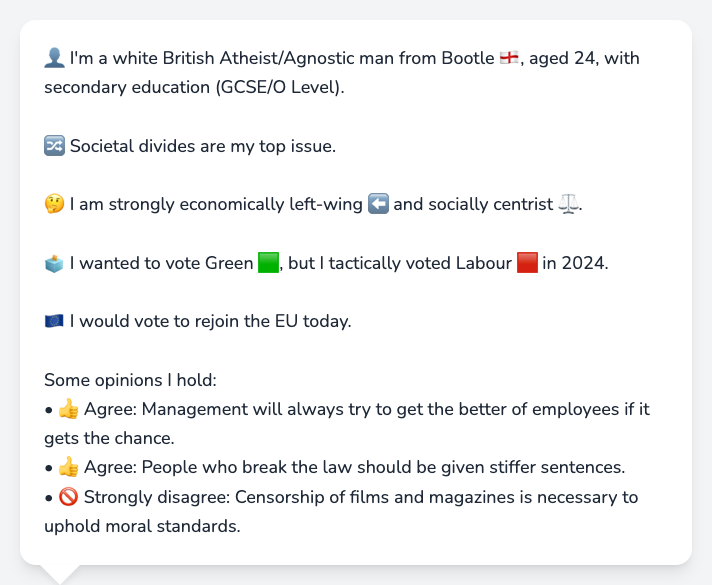 👤 I'm a white British Atheist/Agnostic man from Bootle 🏴󠁧󠁢󠁥󠁮󠁧󠁿, aged 24, with
secondary education (GCSE/O Level).
🔀 Societal divides are my top issue.
🤔 I am strongly economically left-wing ⬅️ and socially centrist ⚖️.
🗳️ I wanted to vote Green 🟩, but I tactically voted Labour 🟥 in 2024.
🇪🇺 I would vote to rejoin the EU today.
Some opinions I hold:
• 👍 Agree: Management will always try to get the better of employees if it
gets the chance.
• 👍 Agree: People who break the law should be given stiffer sentences.
• 🚫 Strongly disagree: Censorship of films and magazines is necessary to
uphold moral standards.